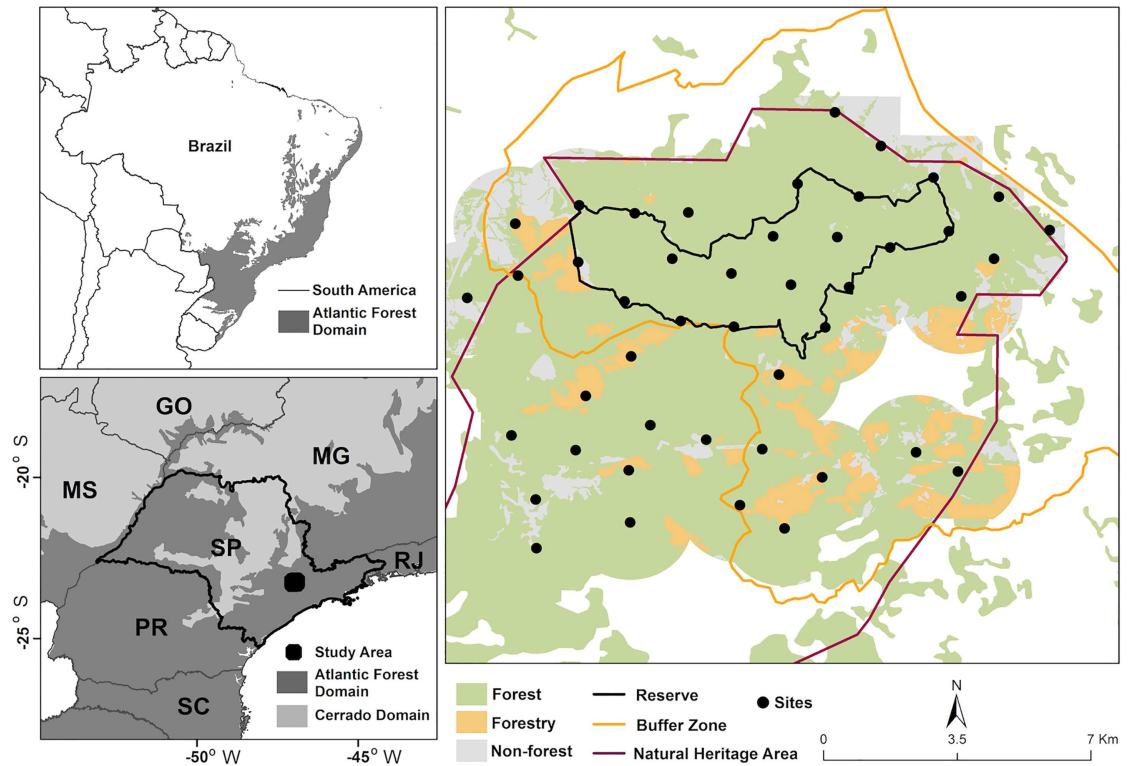 Brazil
South America
Atlantic Forest
Domain
GO
MG
MS
SP
RJ
PR
SC
-20° S
-25° S
-50° W
-45° W
Study Area
Atlantic Forest
Domain
Cerrado Domain
Forest
Forestry
Non-forest
Reserve
Buffer Zone
Natural Heritage Area
Sites
N
0 3.5 7 Km